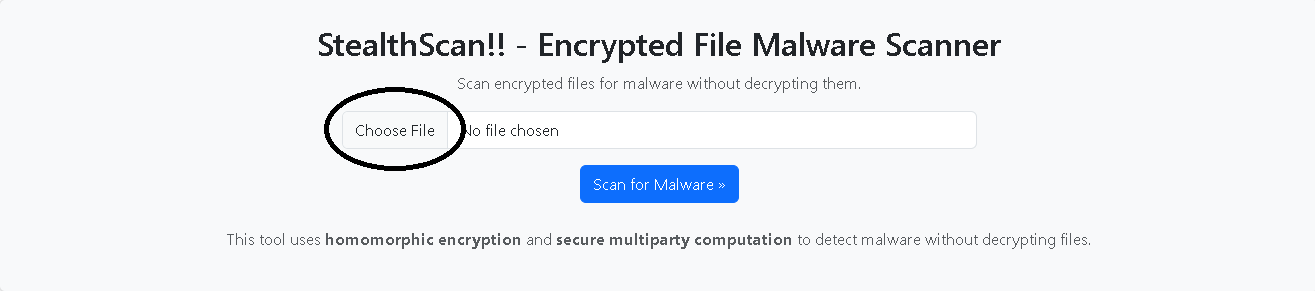 StealthScan!! - Encrypted File Malware Scanner
Scan encrypted files for malware without decrypting them.
Choose File No file chosen
Scan for Malware »
This tool uses homomorphic encryption and secure multiparty computation to detect malware without decrypting files.